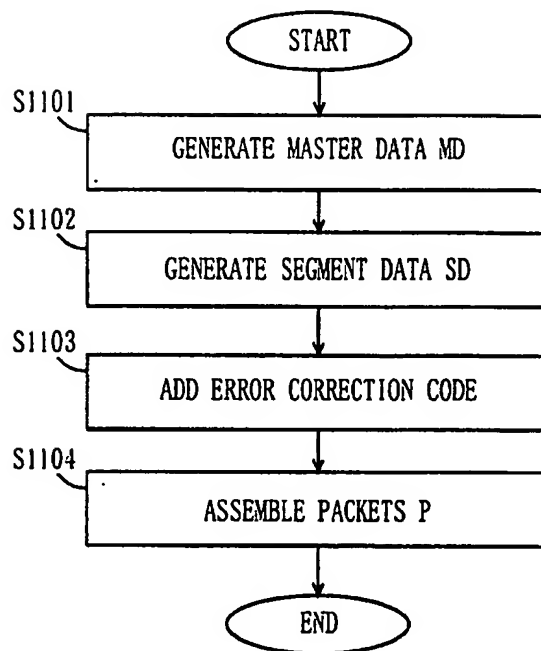 START
S1101
GENERATE MASTER DATA MD
S1102
GENERATE SEGMENT DATA SD
S1103
ADD ERROR CORRECTION CODE
S1104
ASSEMBLE PACKETS P
END